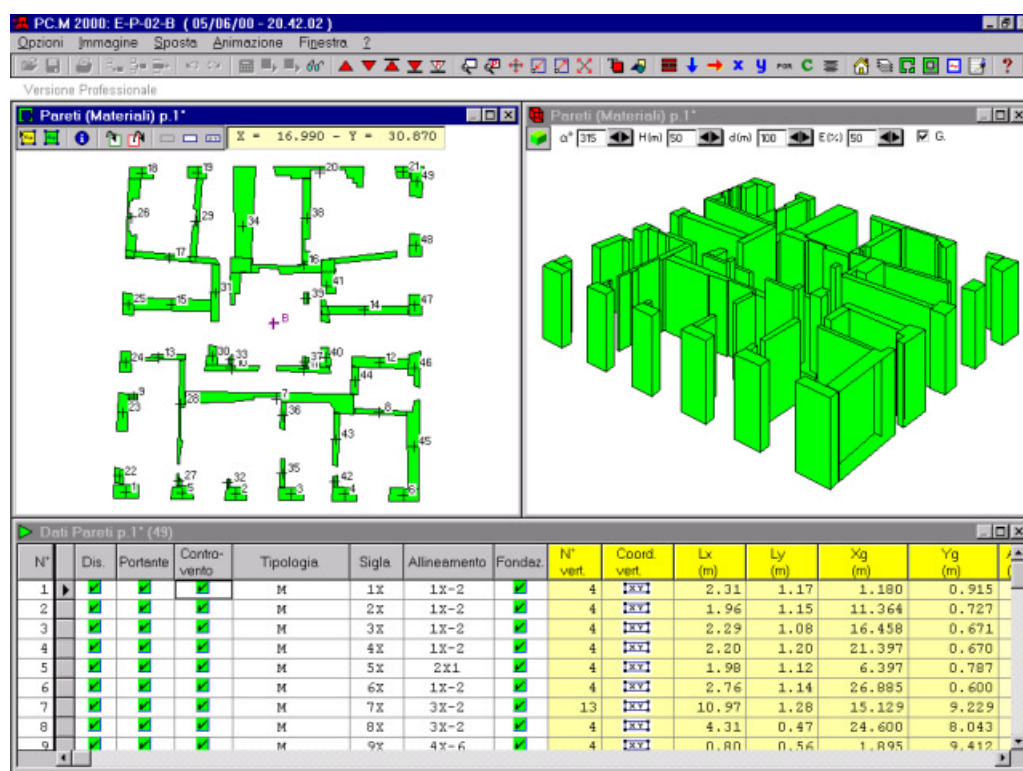 PC.M 2000: E-P-02-B ( 05/06/00 - 20.42.02 )
Opzioni Immagine Sposta Animazione Finestra ?
Versione Professionale
Pareti (Materiali) p.1°
X = 16.990 - Y = 30.870
18 19 20 21
49
26 29 34 38
48
17 16
31 41
39
25 15 14 47
B
24 13 30 33 37 40 12 46
10 11
44
9 28 7
23 36 8
43 45
22 27 32 35 42
1 5 2 3 4 6
Pareti (Materiali) p.1°
α° 315 H(m) 50 d(m) 100 E(%) 50 G.
Dati Pareti p.1° (49)
N° Dis. Portante Contro-vento Tipologia Sigla Allineamento Fondaz. N° vert. Coord. vert. Lx (m) Ly (m) Xg (m) Yg (m)
1 M 1X 1X-2 4 XY 2.31 1.17 1.180 0.915
2 M 2X 1X-2 4 XY 1.96 1.15 11.364 0.727
3 M 3X 1X-2 4 XY 2.29 1.08 16.458 0.671
4 M 4X 1X-2 4 XY 2.20 1.20 21.397 0.670
5 M 5X 2X1 4 XY 1.98 1.12 6.397 0.787
6 M 6X 1X-2 4 XY 2.76 1.14 26.885 0.600
7 M 7X 3X-2 13 XY 10.97 1.28 15.129 9.229
8 M 8X 3X-2 4 XY 4.31 0.47 24.600 8.043
9 M 9X 4X-6 4 XY 0.80 0.56 1.895 9.412